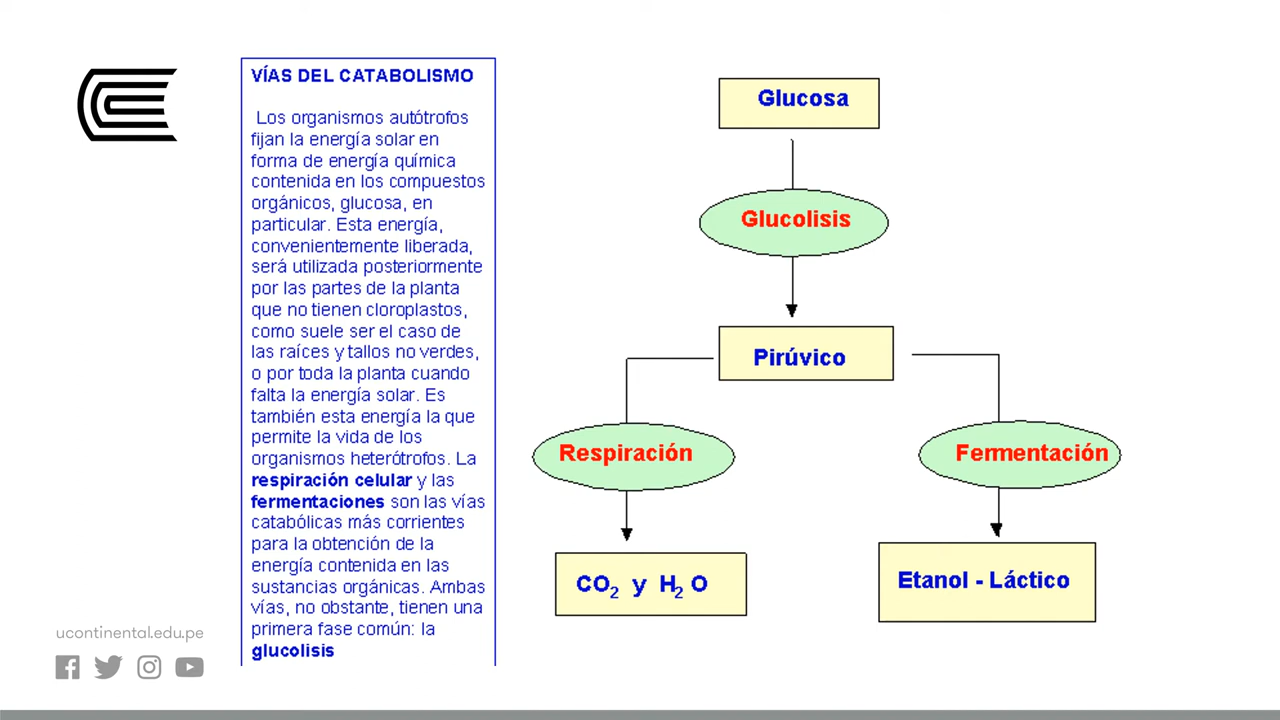 VÍAS DEL CATABOLISMO
Los organismos autótrofos
fijan la energía solar en
forma de energía química
contenida en los compuestos
orgánicos, glucosa, en
particular. Esta energía,
convenientemente liberada,
será utilizada posteriormente
por las partes de la planta
que no tienen cloroplastos,
como suele ser el caso de
las raíces y tallos no verdes,
o por toda la planta cuando
falta la energía solar. Es
también esta energía la que
permite la vida de los
organismos heterótrofos. La
respiración celular y las
fermentaciones son las vías
catabólicas más corrientes
para la obtención de la
energía contenida en las
sustancias orgánicas. Ambas
vías, no obstante, tienen una
primera fase común: la
glucolisis
Glucosa
Glucolisis
Pirúvico
Respiración
Fermentación
CO₂ y H₂ O
Etanol - Láctico
ucontinental.edu.pe